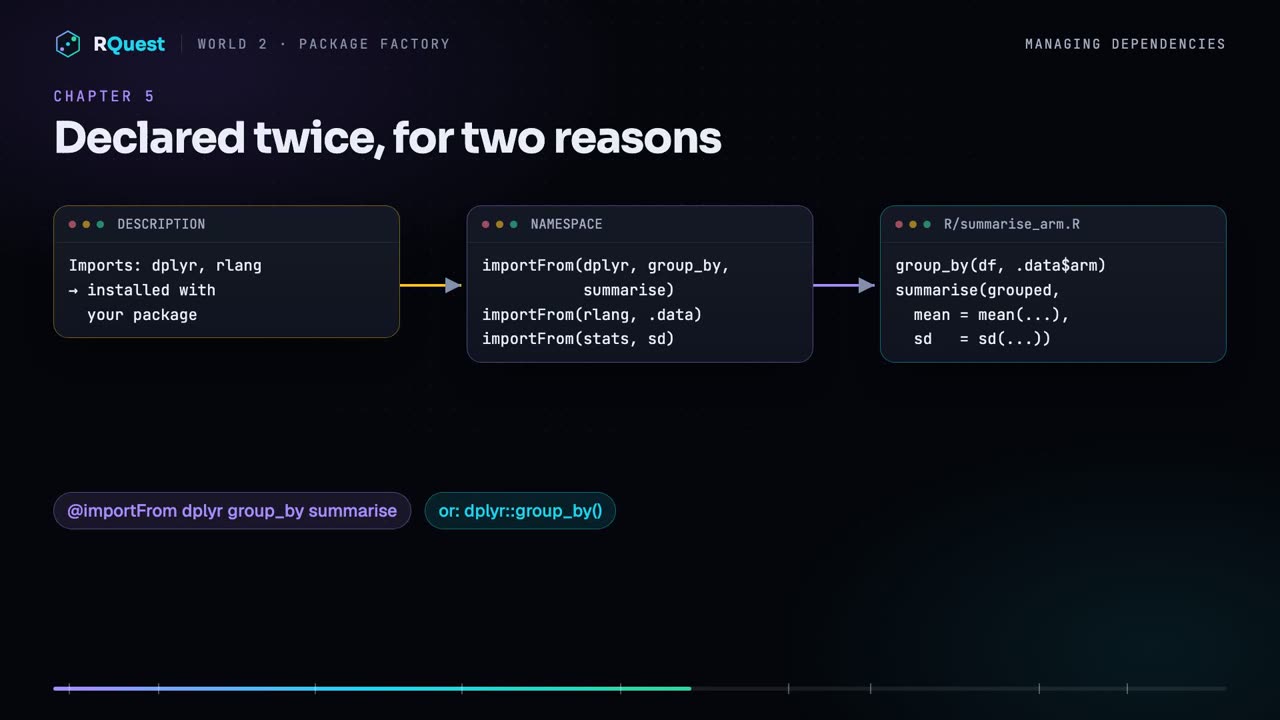 RQuest
WORLD 2 · PACKAGE FACTORY
MANAGING DEPENDENCIES
CHAPTER 5
Declared twice, for two reasons
DESCRIPTION
Imports: dplyr, rlang
→ installed with
  your package
NAMESPACE
importFrom(dplyr, group_by,
           summarise)
importFrom(rlang, .data)
importFrom(stats, sd)
R/summarise_arm.R
group_by(df, .data$arm)
summarise(grouped,
  mean = mean(...),
  sd   = sd(...))
@importFrom dplyr group_by summarise
or: dplyr::group_by()